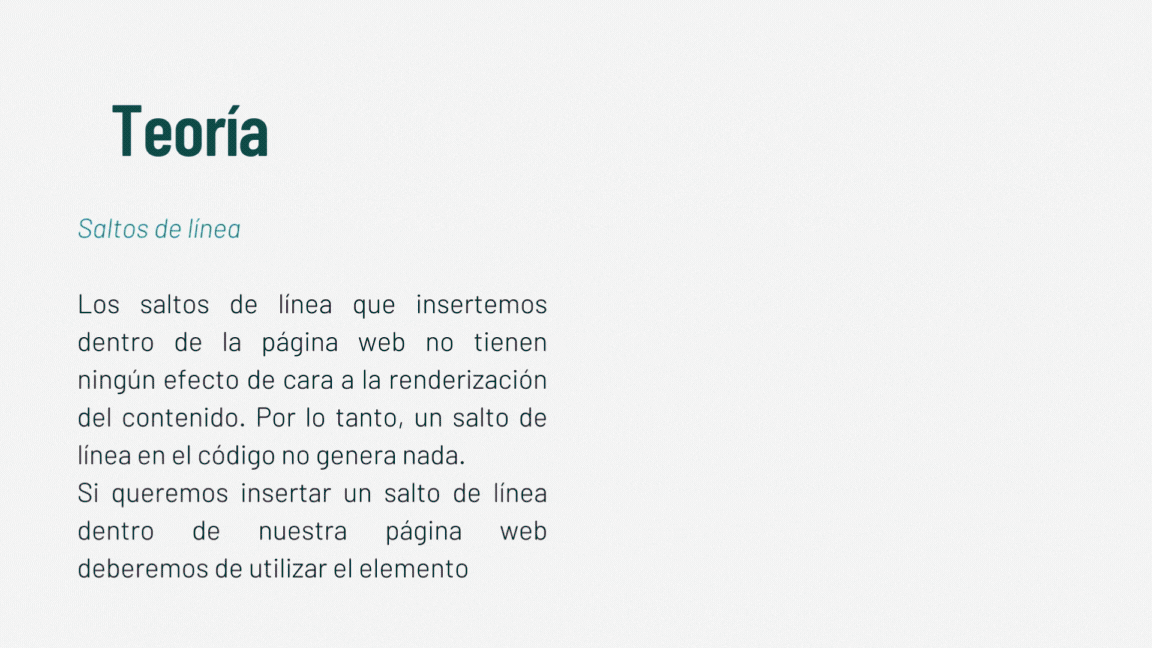 Teoría
Saltos de línea
Los saltos de línea que insertemos
dentro de la página web no tienen
ningún efecto de cara a la renderización
del contenido. Por lo tanto, un salto de
línea en el código no genera nada.
Si queremos insertar un salto de línea
dentro de nuestra página web
deberemos de utilizar el elemento